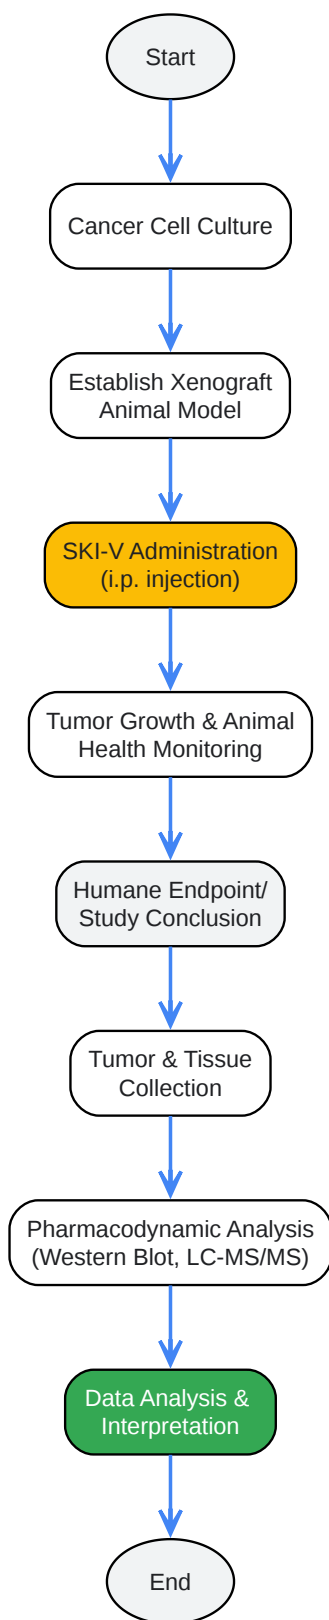 Start
Cancer Cell Culture
Establish Xenograft
Animal Model
SKI-V Administration
(i.p. injection)
Tumor Growth & Animal
Health Monitoring
Humane Endpoint/
Study Conclusion
Tumor & Tissue
Collection
Pharmacodynamic Analysis
(Western Blot, LC-MS/MS)
Data Analysis &
Interpretation
End